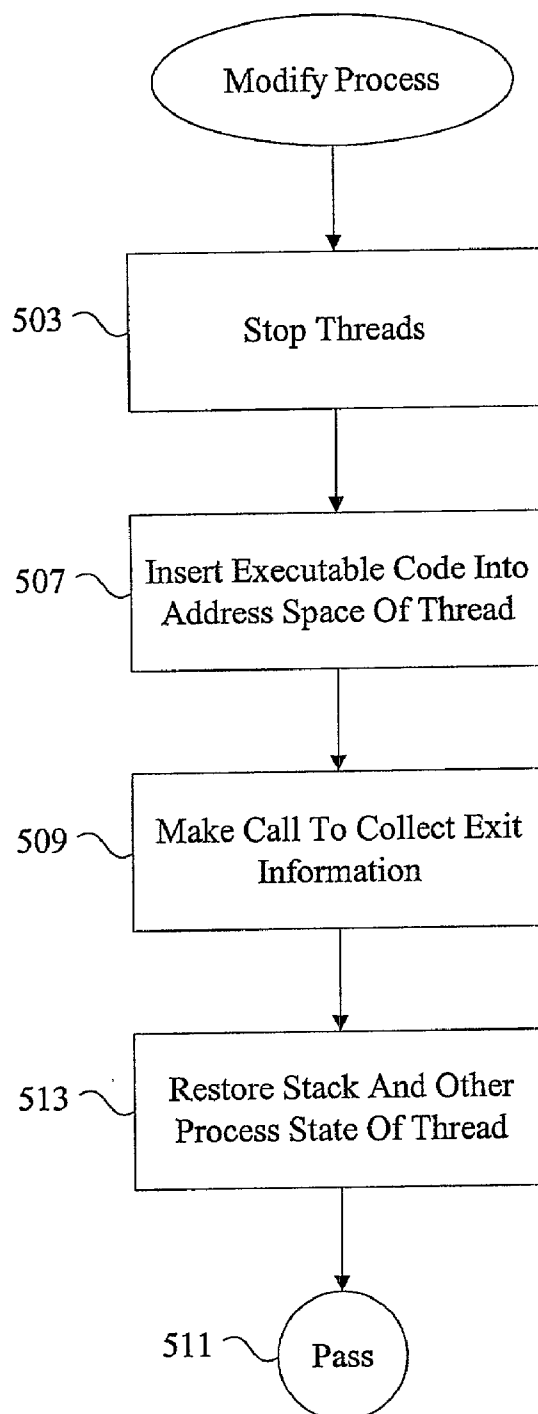 Modify Process
503
Stop Threads
507
Insert Executable Code Into
Address Space Of Thread
509
Make Call To Collect Exit
Information
513
Restore Stack And Other
Process State Of Thread
511
Pass